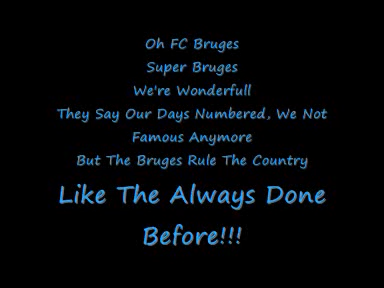 Oh FC Bruges
Super Bruges
We're Wonderfull
They Say Our Days Numbered, We Not
Famous Anymore
But The Bruges Rule The Country
Like The Always Done
Before!!!